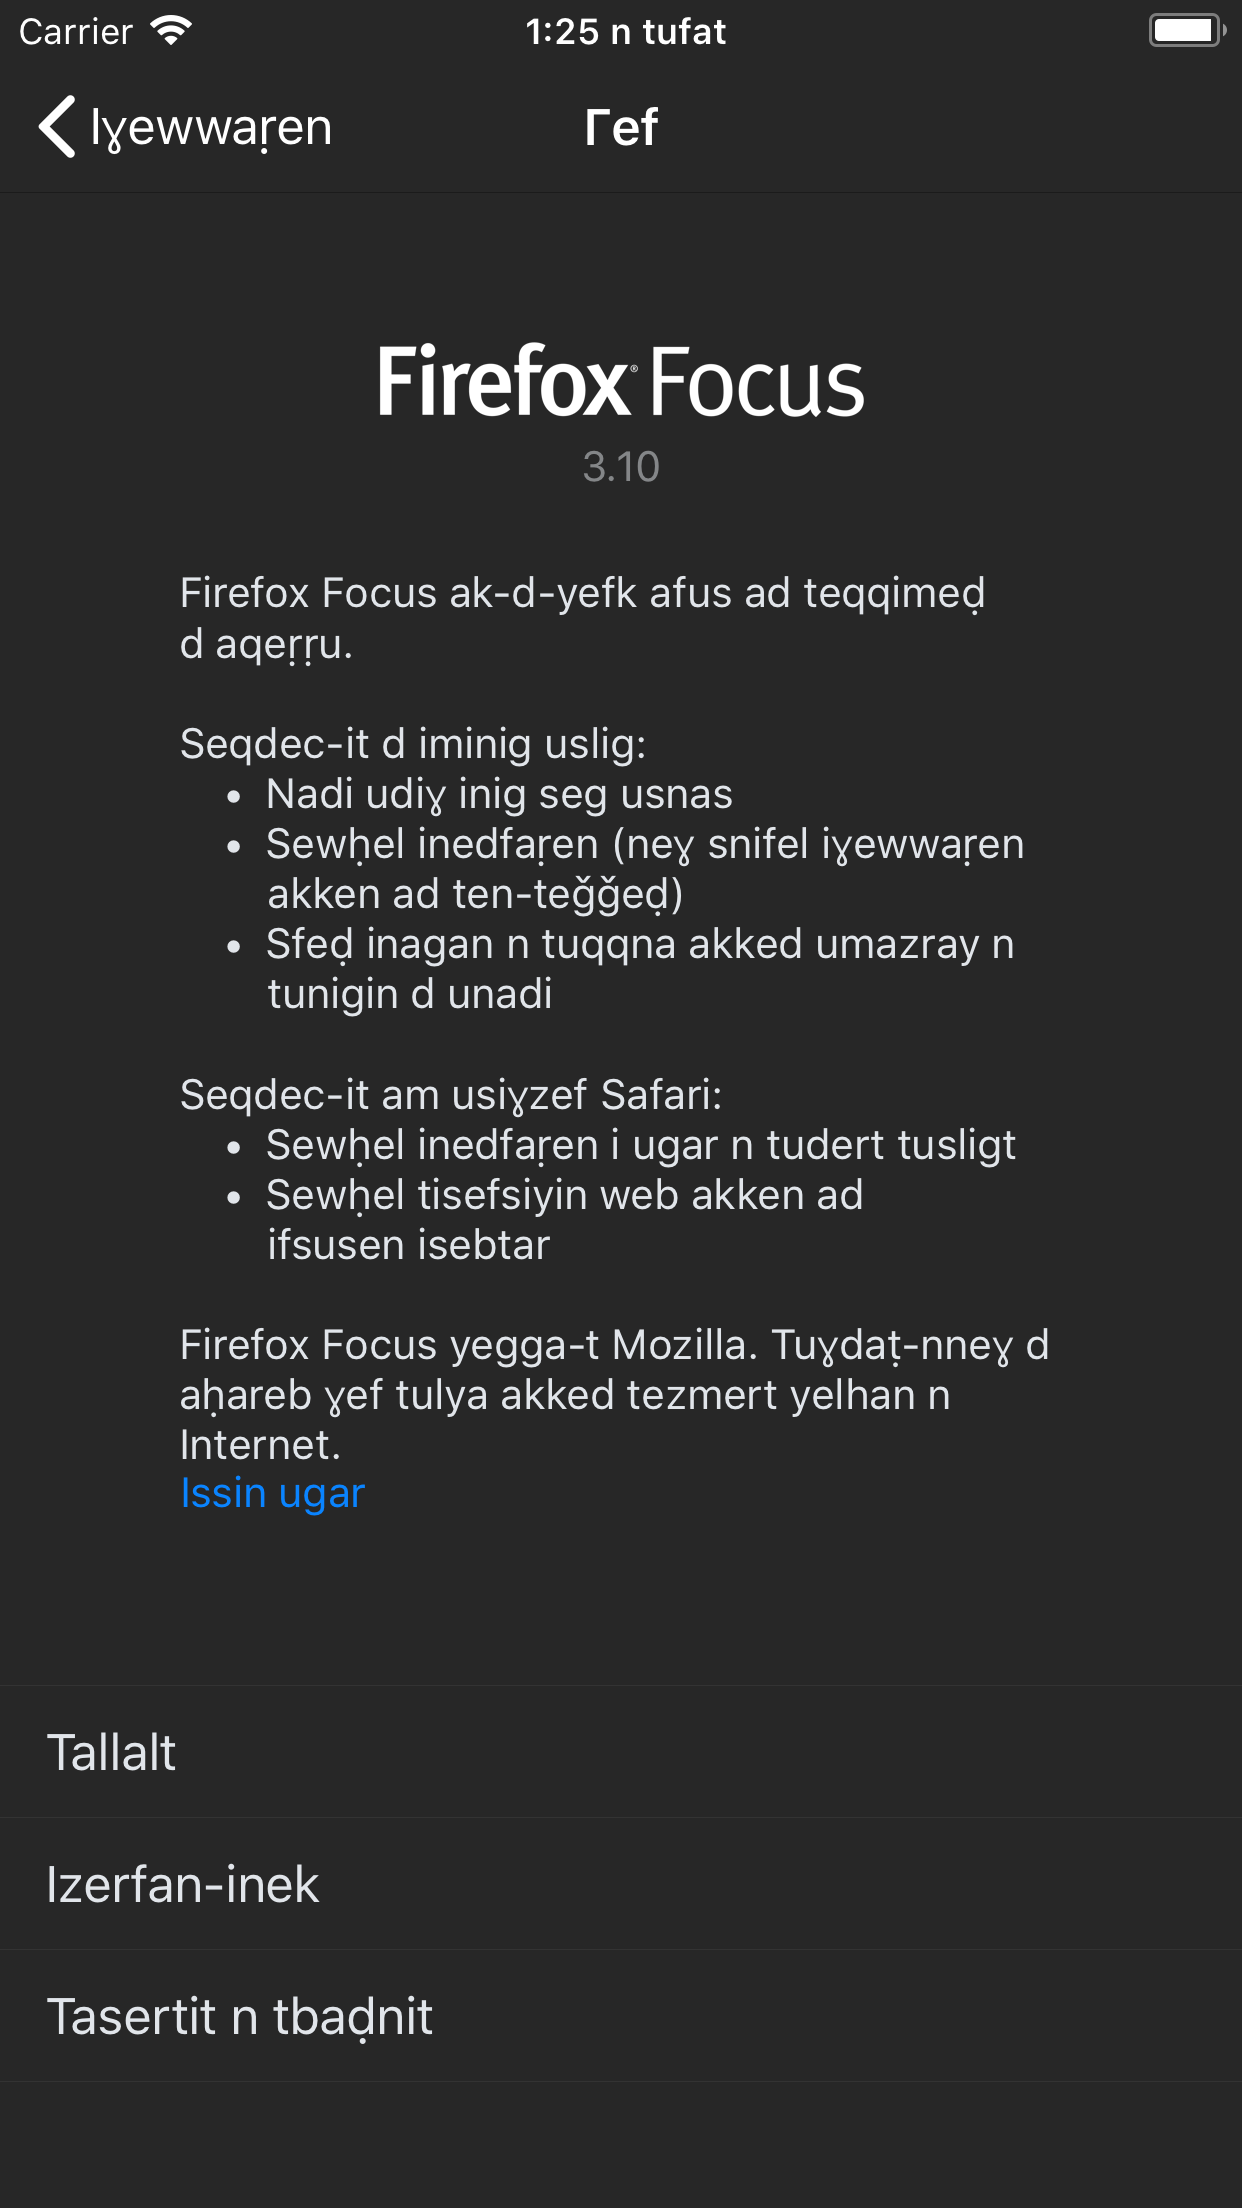 Carrier
1:25 n tufat
Iɣewwaṛen
Γef
Firefox® Focus
3.10
Firefox Focus ak-d-yefk afus ad teqqimeḍ
d aqeṛṛu.
Seqdec-it d iminig uslig:
• Nadi udiɣ inig seg usnas
• Sewḥel inedfaṛen (neɣ snifel iɣewwaṛen
akken ad ten-teǧǧeḍ)
• Sfeḍ inagan n tuqqna akked umazray n
tunigin d unadi
Seqdec-it am usiɣzef Safari:
• Sewḥel inedfaṛen i ugar n tudert tusligt
• Sewḥel tisefsiyin web akken ad
ifsusen isebtar
Firefox Focus yegga-t Mozilla. Tuɣdaṭ-nneɣ d
aḥareb ɣef tulya akked tezmert yelhan n
Internet.
Issin ugar
Tallalt
Izerfan-inek
Tasertit n tbaḍnit